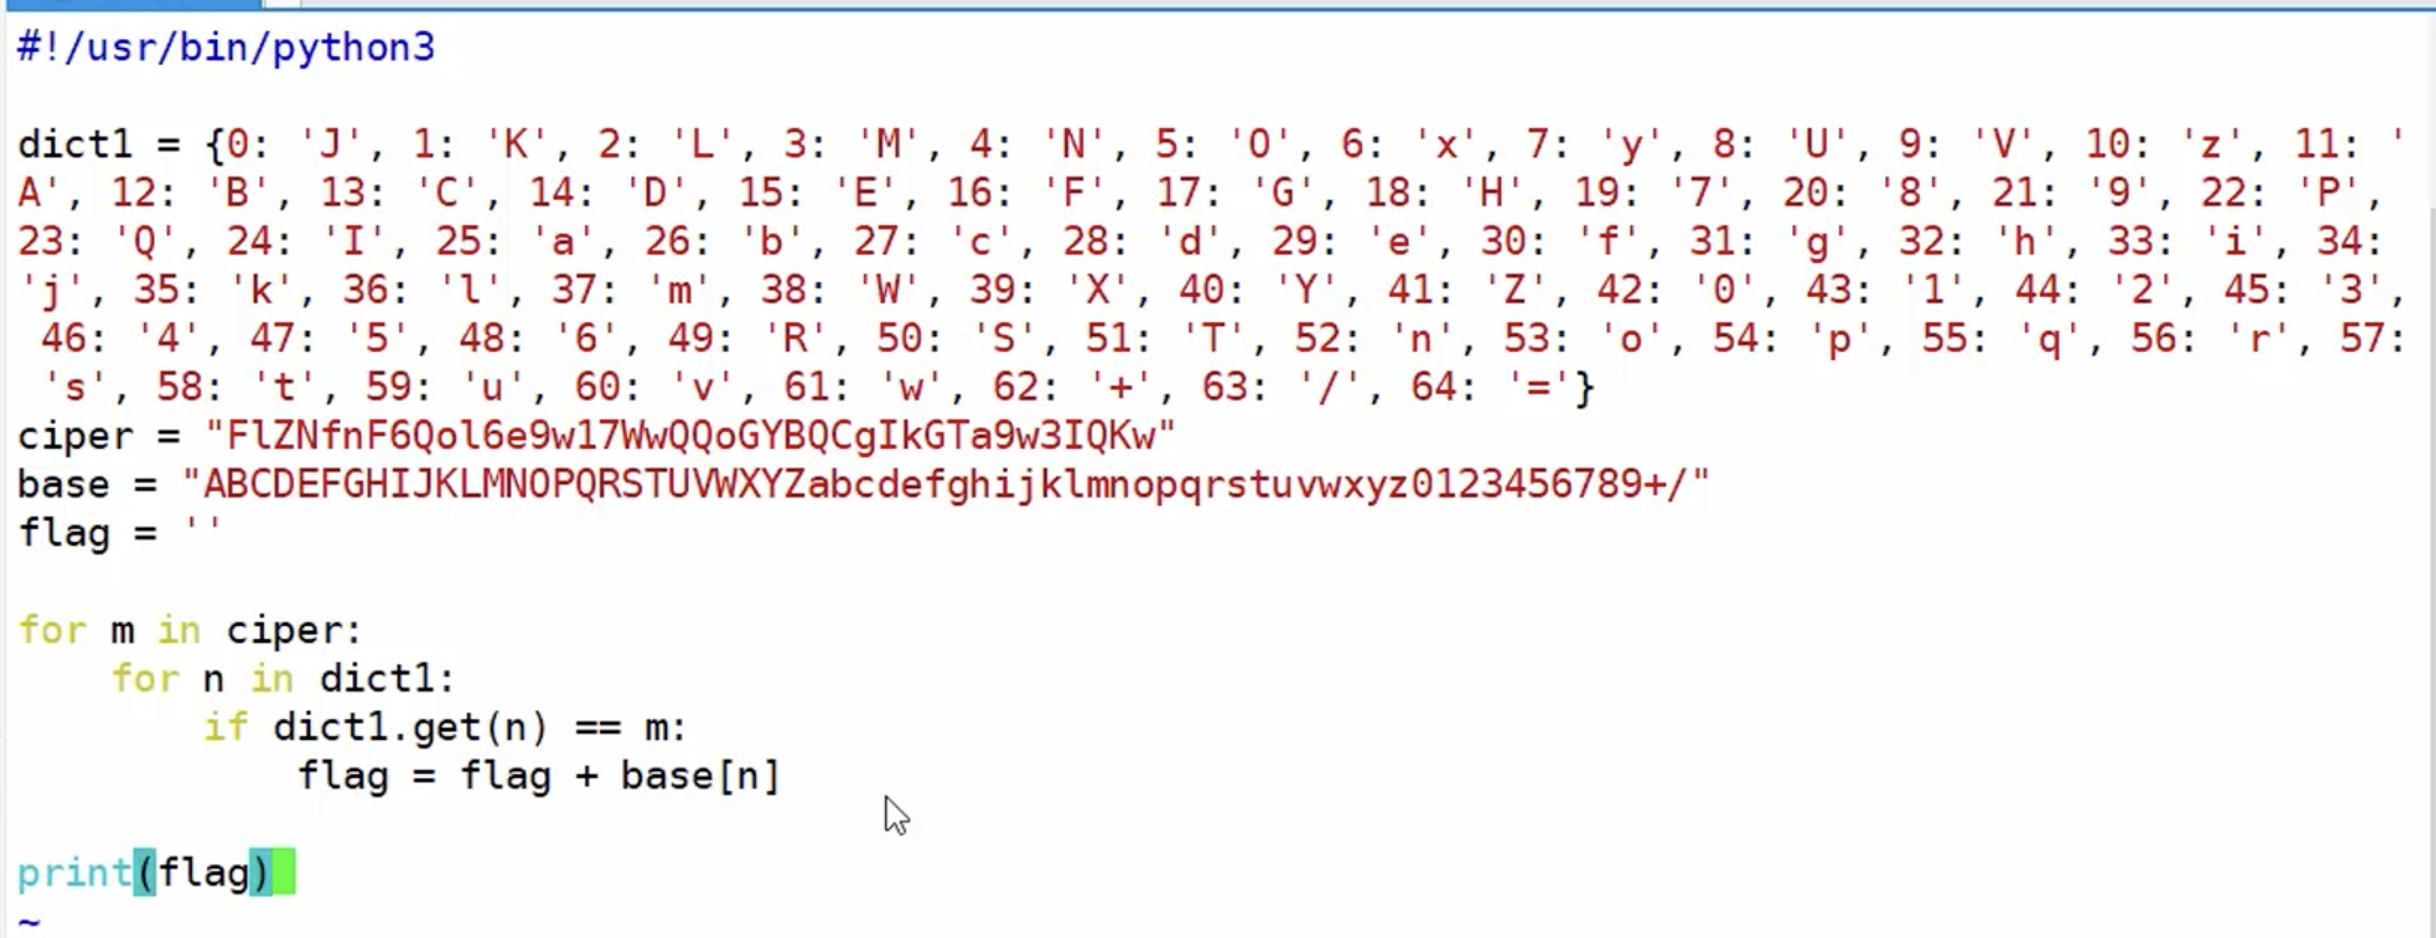 #!/usr/bin/python3
dict1 = {0: 'J', 1: 'K', 2: 'L', 3: 'M', 4: 'N', 5: 'O', 6: 'x', 7: 'y', 8: 'U', 9: 'V', 10: 'z', 11: '
A', 12: 'B', 13: 'C', 14: 'D', 15: 'E', 16: 'F', 17: 'G', 18: 'H', 19: '7', 20: '8', 21: '9', 22: 'P',
23: 'Q', 24: 'I', 25: 'a', 26: 'b', 27: 'c', 28: 'd', 29: 'e', 30: 'f', 31: 'g', 32: 'h', 33: 'i', 34:
'j', 35: 'k', 36: 'l', 37: 'm', 38: 'W', 39: 'X', 40: 'Y', 41: 'Z', 42: '0', 43: '1', 44: '2', 45: '3',
 46: '4', 47: '5', 48: '6', 49: 'R', 50: 'S', 51: 'T', 52: 'n', 53: 'o', 54: 'p', 55: 'q', 56: 'r', 57:
 's', 58: 't', 59: 'u', 60: 'v', 61: 'w', 62: '+', 63: '/', 64: '='}
ciper = "FlZNfnF6Qol6e9w17WwQQoGYBQCgIkGTa9w3IQKw"
base = "ABCDEFGHIJKLMNOPQRSTUVWXYZabcdefghijklmnopqrstuvwxyz0123456789+/"
flag = ''
for m in ciper:
    for n in dict1:
        if dict1.get(n) == m:
            flag = flag + base[n]
print(flag)
~